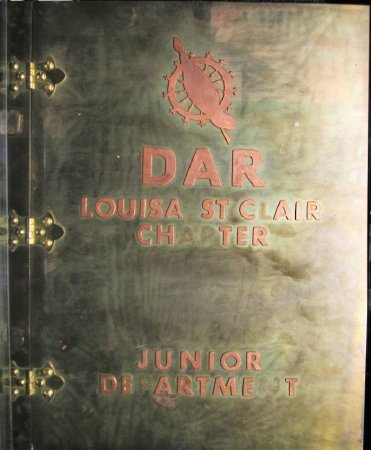 DAR
LOUISA ST CLAIR
CHAPTER
JUNIOR
DEPARTMENT